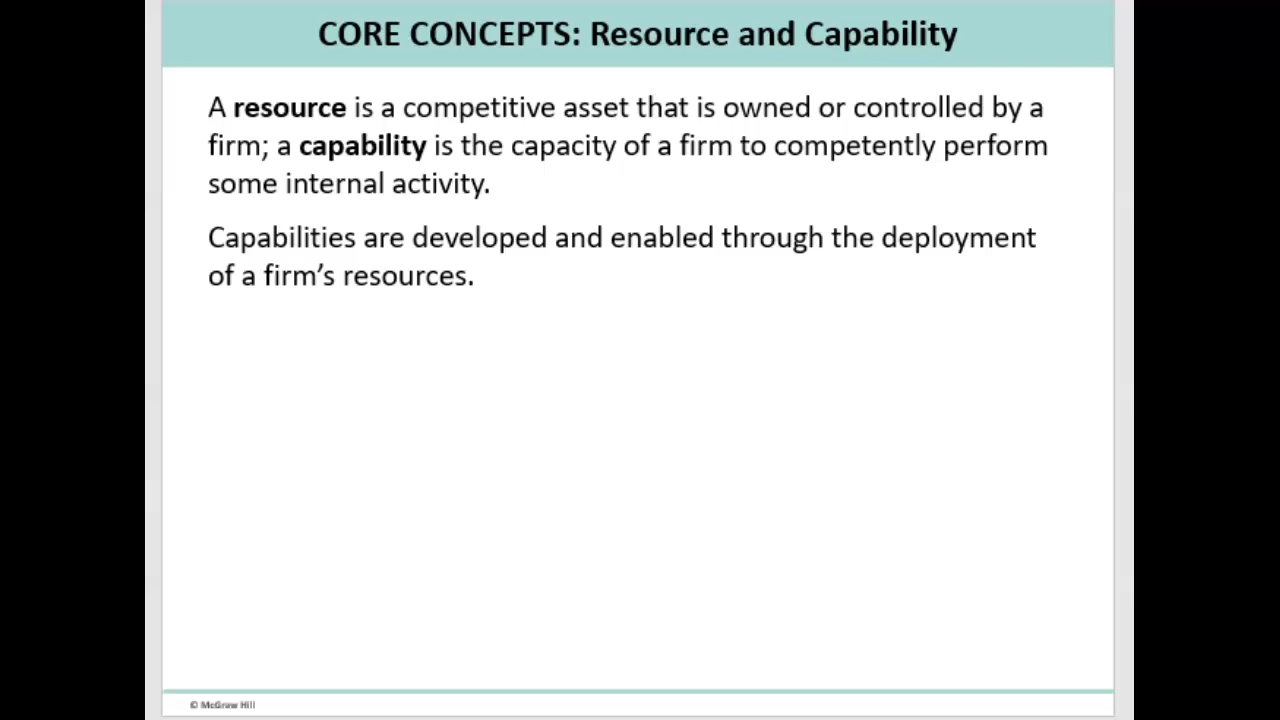 CORE CONCEPTS: Resource and Capability
A resource is a competitive asset that is owned or controlled by a
firm; a capability is the capacity of a firm to competently perform
some internal activity.
Capabilities are developed and enabled through the deployment
of a firm’s resources.
© McGraw Hill